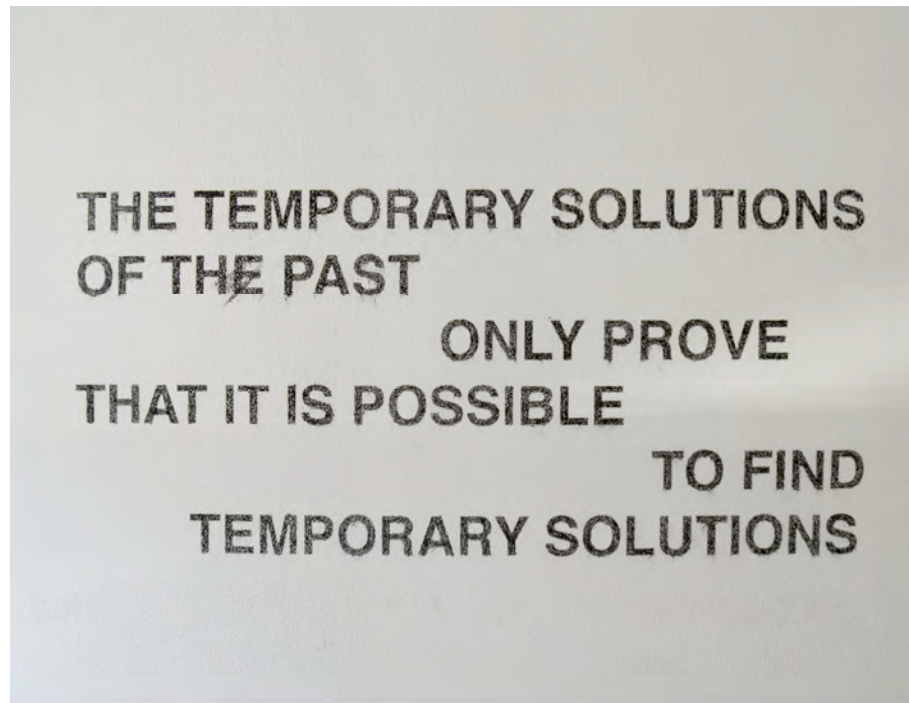 THE TEMPORARY SOLUTIONS
OF THE PAST
ONLY PROVE
THAT IT IS POSSIBLE
TO FIND
TEMPORARY SOLUTIONS